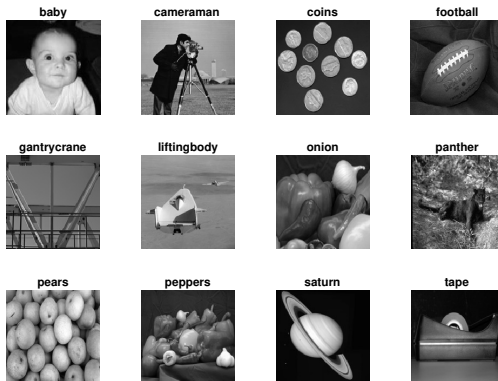 baby cameraman coins football
gantrycrane liftingbody onion panther
pears peppers saturn tape